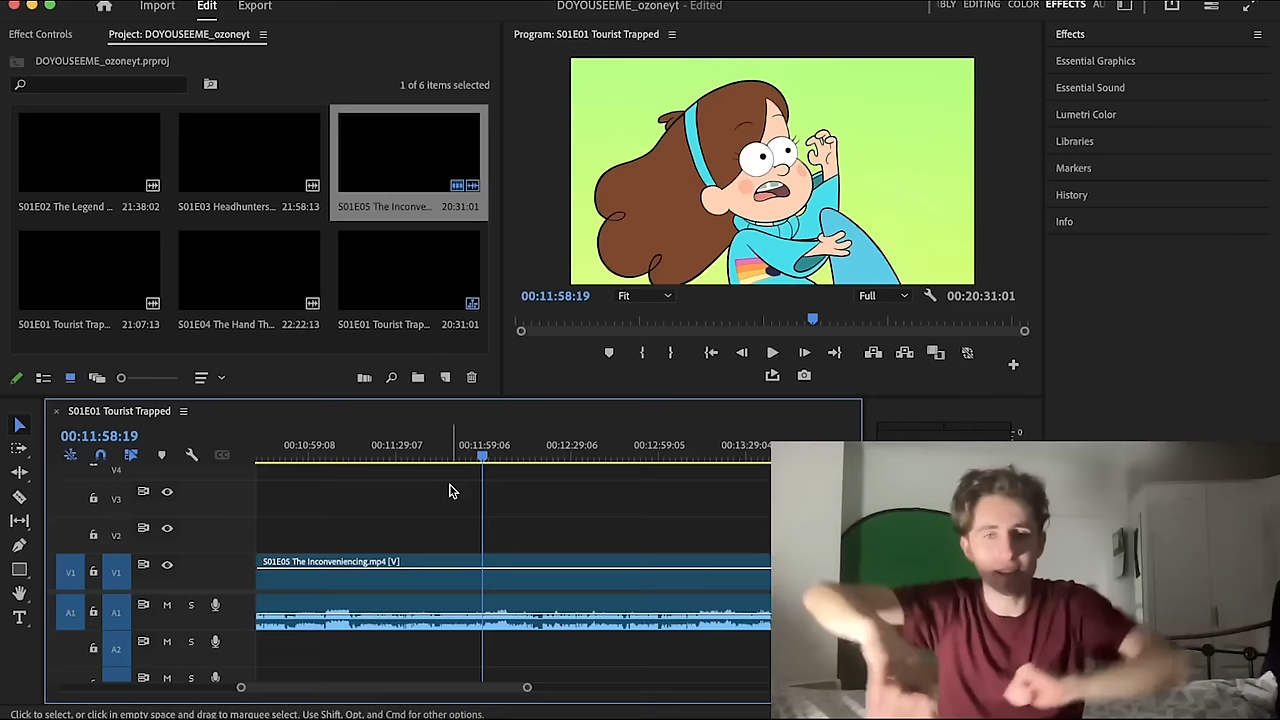 Import Edit Export
DOYOUSEEME_ozoneyt - Edited
BLY EDITING COLOR EFFECTS AU
Effect Controls Project: DOYOUSEEME_ozoneyt
DOYOUSEEME_ozoneyt.prproj
1 of 6 items selected
S01E02 The Legend ... 21:38:02
S01E03 Headhunters... 21:58:13
S01E05 The Inconve... 20:31:01
S01E01 Tourist Trap... 21:07:13
S01E04 The Hand Th... 22:22:13
S01E01 Tourist Trap... 20:31:01
Program: S01E01 Tourist Trapped
00:11:58:19 Fit Full 00:20:31:01
Effects
Essential Graphics
Essential Sound
Lumetri Color
Libraries
Markers
History
Info
× S01E01 Tourist Trapped
00:11:58:19
00:10:59:08 00:11:29:07 00:11:59:06 00:12:29:06 00:12:59:05 00:13:29:04
V4
V3
V2
V1 V1
S01E05 The Inconveniencing.mp4 [V]
A1 A1 M S
A2 M S
M S
0
T
Click to select, or click in empty space and drag to marquee select. Use Shift, Opt, and Cmd for other options.